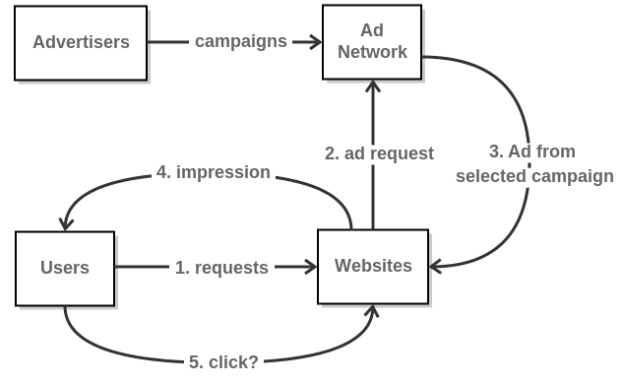 Advertisers
campaigns
Ad
Network
2. ad request
3. Ad from
selected campaign
4. impression
Users
1. requests
Websites
5. click?